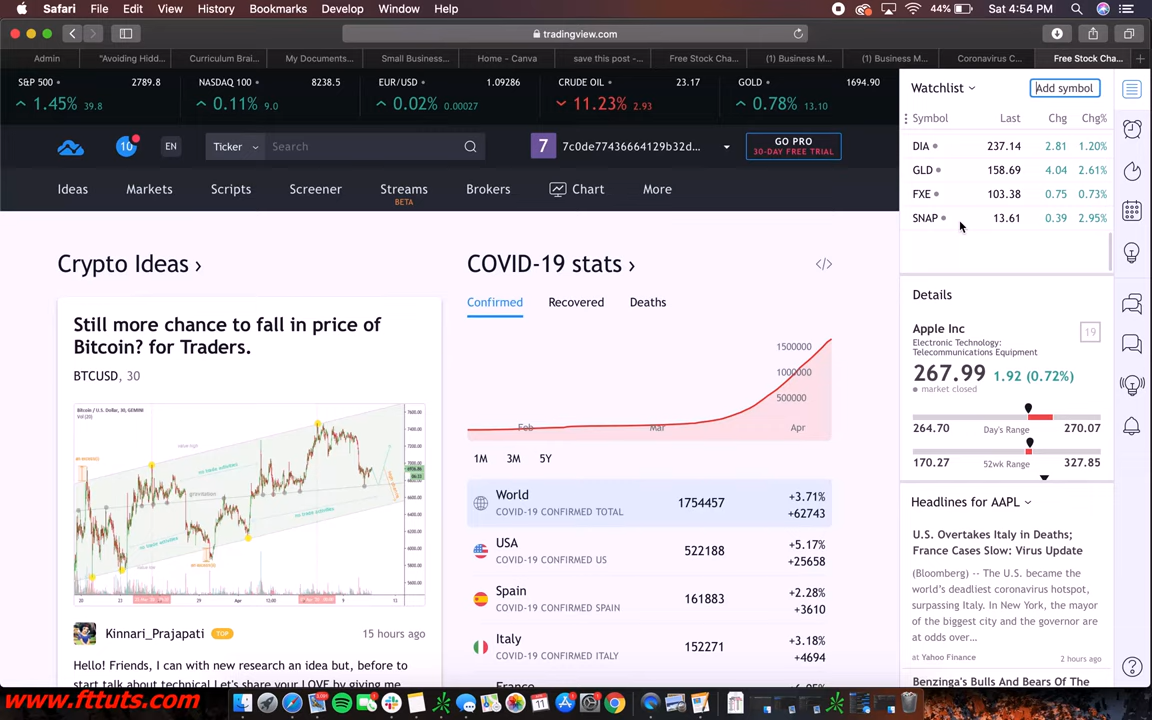 Safari File Edit View History Bookmarks Develop Window Help 44% Sat 4:54 PM
tradingview.com
Admin "Avoiding Hidd... Curriculum Brai... My Documents... Small Business... Home - Canva save this post -... Free Stock Cha... (1) Business M... (1) Business M... Coronavirus C... Free Stock Cha...
S&P 500 2789.8 NASDAQ 100 8238.5 EUR/USD 1.09286 CRUDE OIL 23.17 GOLD 1694.90
1.45% 39.8 0.11% 9.0 0.02% 0.00027 11.23% 2.93 0.78% 13.10
10 EN Ticker Search 7 7c0de77436664129b32d... GO PRO
30-DAY FREE TRIAL
Ideas Markets Scripts Screener Streams Brokers Chart More
BETA
Crypto Ideas ›
Still more chance to fall in price of
Bitcoin? for Traders.
BTCUSD, 30
Kinnari_Prajapati TOP 15 hours ago
Hello! Friends, I can with new research an idea but, before to
start talk about technical Let's share your LOVE by giving me
COVID-19 stats › </>
Confirmed Recovered Deaths
1500000
1000000
500000
Feb Mar Apr
1M 3M 5Y
World 1754457 +3.71%
COVID-19 CONFIRMED TOTAL +62743
USA 522188 +5.17%
COVID-19 CONFIRMED US +25658
Spain 161883 +2.28%
COVID-19 CONFIRMED SPAIN +3610
Italy 152271 +3.18%
COVID-19 CONFIRMED ITALY +4694
Watchlist Add symbol
Symbol Last Chg Chg%
DIA 237.14 2.81 1.20%
GLD 158.69 4.04 2.61%
FXE 103.38 0.75 0.73%
SNAP 13.61 0.39 2.95%
Details
Apple Inc 19
Electronic Technology:
Telecommunications Equipment
267.99 1.92 (0.72%)
market closed
264.70 Day's Range 270.07
170.27 52wk Range 327.85
Headlines for AAPL
U.S. Overtakes Italy in Deaths;
France Cases Slow: Virus Update
(Bloomberg) -- The U.S. became the
world's deadliest coronavirus hotspot,
surpassing Italy. In New York, the mayor
of the biggest city and the governor are
at odds over...
at Yahoo Finance 2 hours ago
Benzinga's Bulls And Bears Of The
www.fttuts.com